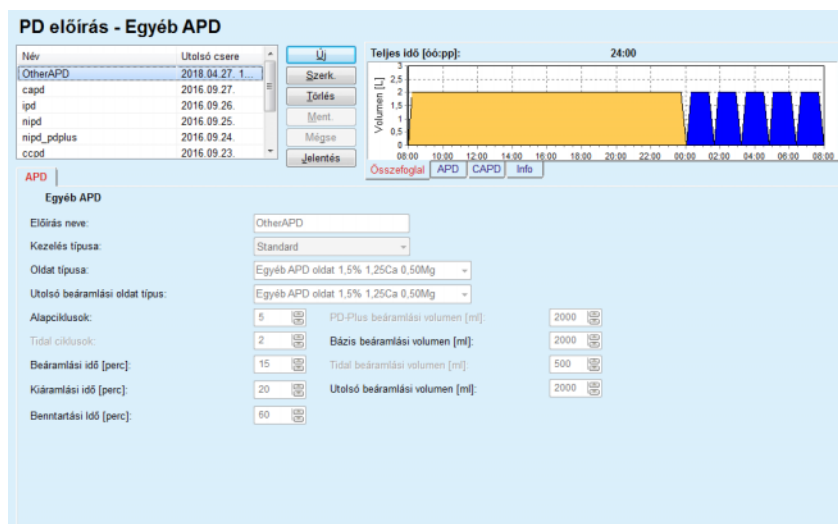 PD előírás - Egyéb APD
Név Utolsó csere
OtherAPD 2018.04.27. 1...
capd 2016.09.27.
ipd 2016.09.26.
nipd 2016.09.25.
nipd_pdplus 2016.09.24.
ccpd 2016.09.23.
Új
Szerk.
Törlés
Ment.
Mégse
Jelentés
Teljes idő [óó:pp]: 24:00
Volumen [L]
3
2,5
2
1,5
1
0,5
0
08:00 10:00 12:00 14:00 16:00 18:00 20:00 22:00 00:00 02:00 04:00 06:00 08:00
Összefoglal APD CAPD Info
APD
Egyéb APD
Előírás neve: OtherAPD
Kezelés típusa: Standard
Oldat típusa: Egyéb APD oldat 1,5% 1,25Ca 0,50Mg
Utolsó beáramlási oldat típus: Egyéb APD oldat 1,5% 1,25Ca 0,50Mg
Alapciklusok: 5 PD-Plus beáramlási volumen [ml]: 2000
Tidal ciklusok: 2 Bázis beáramlási volumen [ml]: 2000
Beáramlási idő [perc]: 15 Tidal beáramlási volumen [ml]: 500
Kiáramlási idő [perc]: 20 Utolsó beáramlási volumen [ml]: 2000
Benntartási Idő [perc]: 60